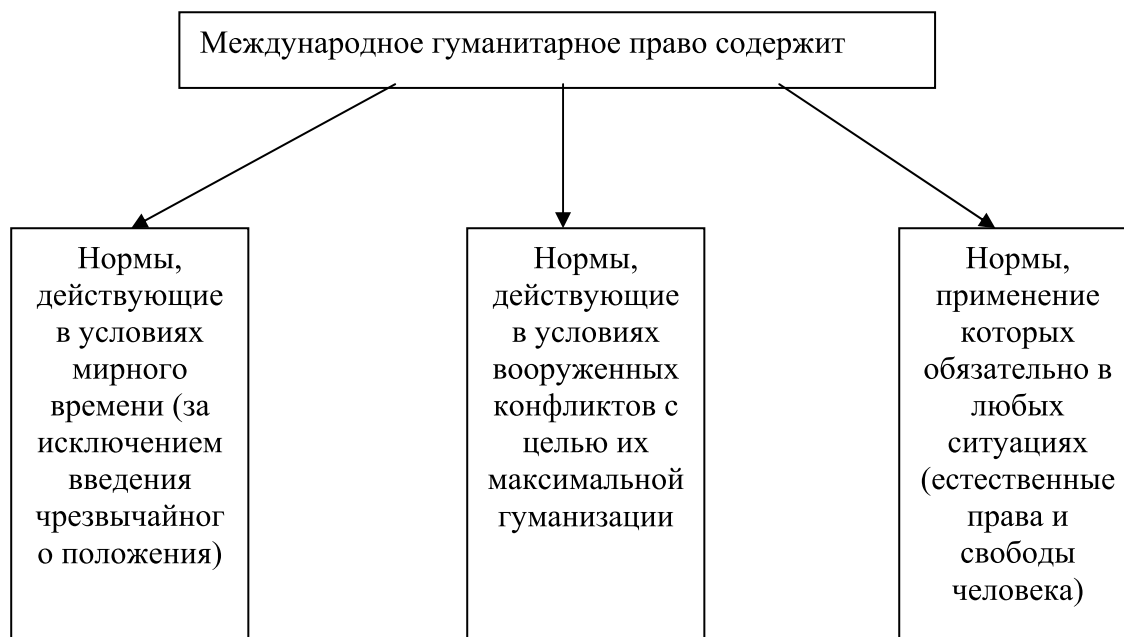 Международное гуманитарное право содержит
Нормы,
действующие
в условиях
мирного
времени (за
исключением
введения
чрезвычайног
о положения)
Нормы,
действующие
в условиях
вооруженных
конфликтов с
целью их
максимальной
гуманизации
Нормы,
применение
которых
обязательно в
любых
ситуациях
(естественные
права и
свободы
человека)